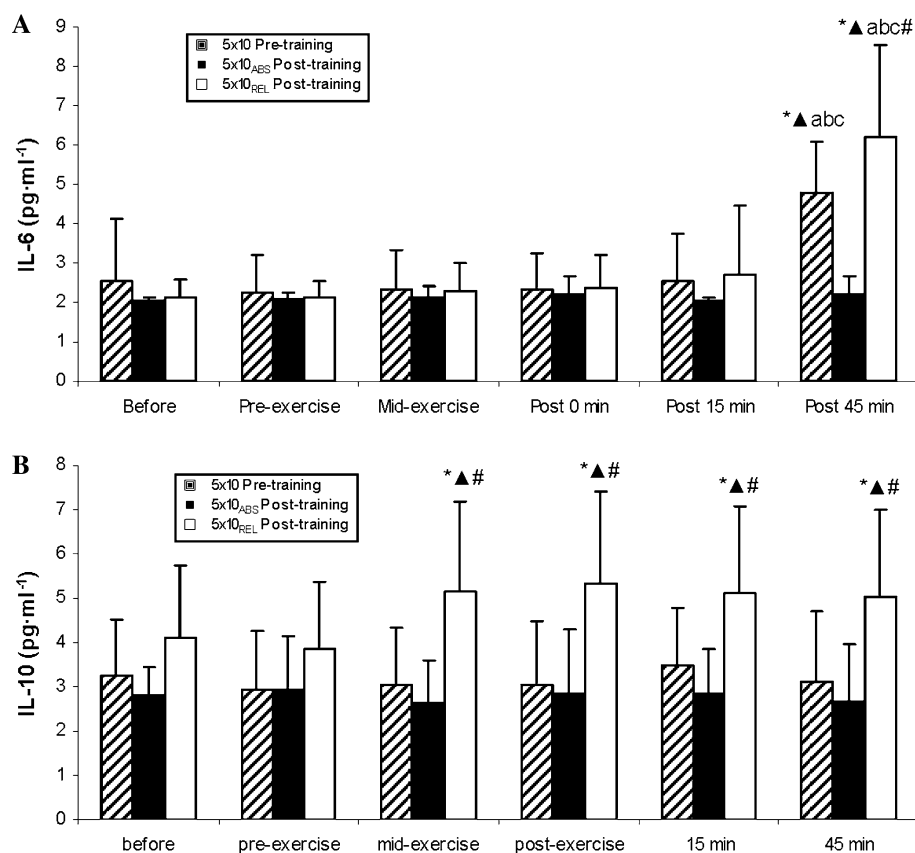 A
9
8
7
6
5
4
3
2
1
0
IL-6 (pg·ml⁻¹)
5x10 Pre-training
5x10ABS Post-training
5x10REL Post-training
*▲abc
*▲abc#
Before Pre-exercise Mid-exercise Post 0 min Post 15 min Post 45 min
B
8
7
6
5
4
3
2
1
0
IL-10 (pg·ml⁻¹)
5x10 Pre-training
5x10ABS Post-training
5x10REL Post-training
*▲# *▲# *▲# *▲#
before pre-exercise mid-exercise post-exercise 15 min 45 min